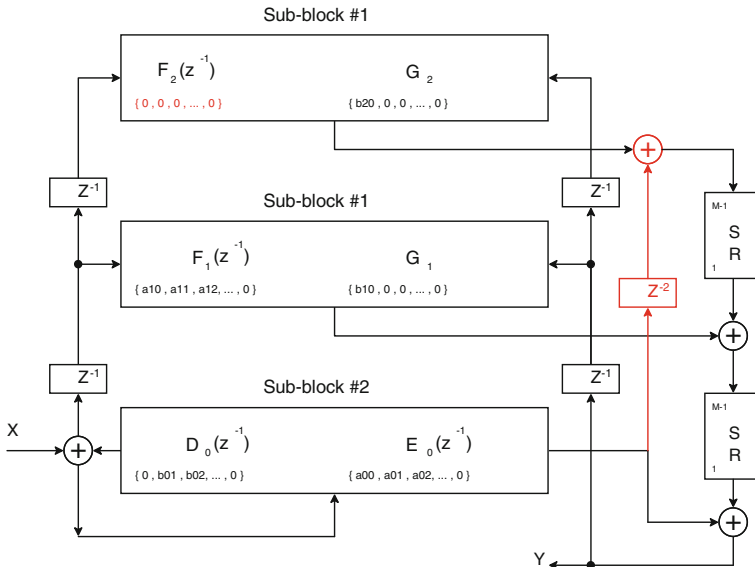 Sub-block #1
F2(z-1) G2
{ 0 , 0 , 0 , ... , 0 } { b20 , 0 , 0 , ... , 0 }
Z-1 Z-1
M-1
S
R
1
Sub-block #1
F1(z-1) G1
{ a10 , a11 , a12, ... , 0 } { b10 , 0 , 0 , ... , 0 }
Z-2
Z-1 Z-1
Sub-block #2
M-1
S
R
1
X
D0(z-1) E0(z-1)
{ 0 , b01 , b02, ... , 0 } { a00 , a01 , a02 , ... , 0 }
Y